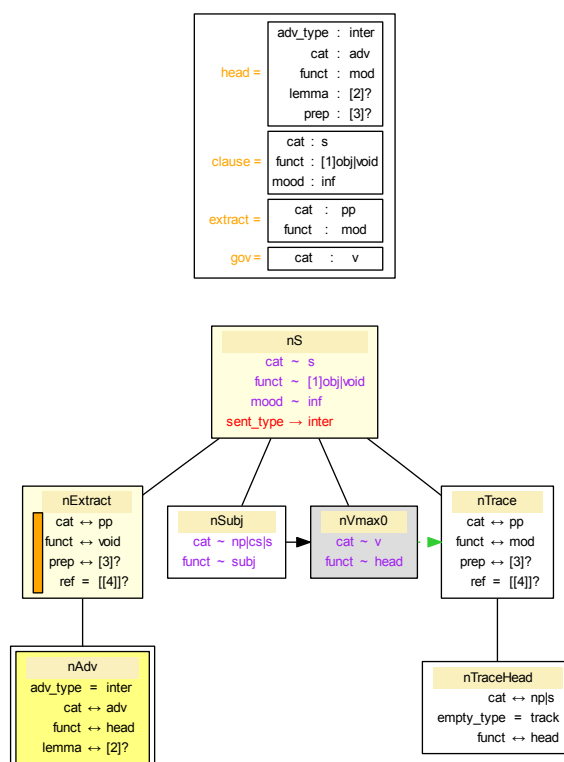 head =
adv_type : inter
cat : adv
funct : mod
lemma : [2]?
prep : [3]?
clause =
cat : s
funct : [1]obj|void
mood : inf
extract =
cat : pp
funct : mod
gov =
cat : v
nS
cat ~ s
funct ~ [1]obj|void
mood ~ inf
sent_type → inter
nExtract
cat ↔ pp
funct ↔ void
prep ↔ [3]?
ref = [[4]]?
nSubj
cat ~ np|cs|s
funct ~ subj
nVmax0
cat ~ v
funct ~ head
nTrace
cat ↔ pp
funct ↔ mod
prep ↔ [3]?
ref = [[4]]?
nAdv
adv_type = inter
cat ↔ adv
funct ↔ head
lemma ↔ [2]?
nTraceHead
cat ↔ np|s
empty_type = track
funct ↔ head